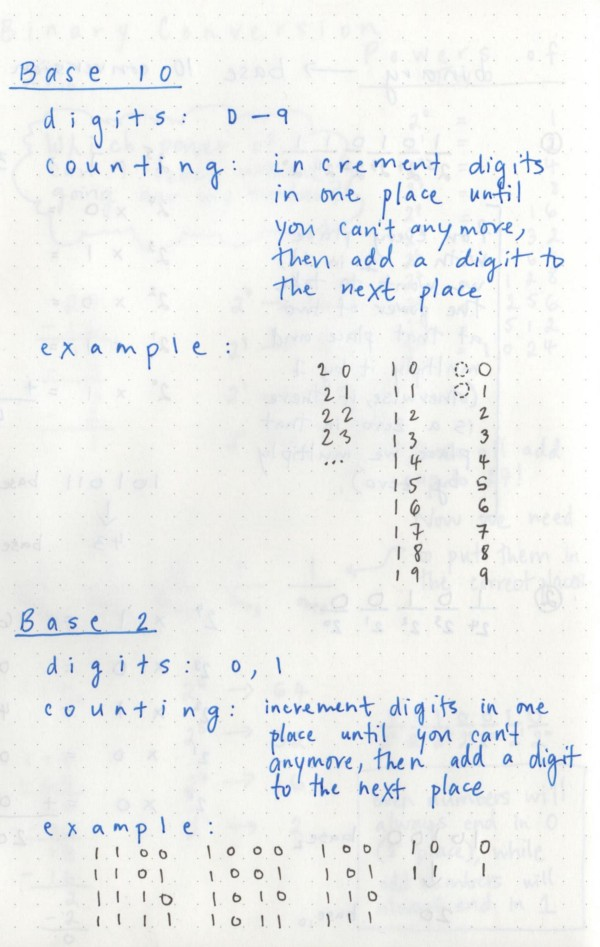 Base 10
digits: 0-9
counting: increment digits
in one place until
you can't anymore,
then add a digit to
the next place
example:
20 10 0
21 11 1
22 12 2
23 13 3
... 14 4
15 5
16 6
17 7
18 8
19 9
Base 2
digits: 0, 1
counting: increment digits in one
place until you can't
anymore, then add a digit
to the next place
example:
1100 1000 100 10 0
1101 1001 101 11 1
1110 1010 110
1111 1011 111